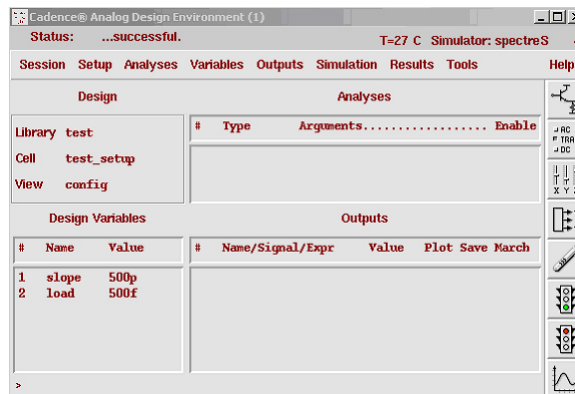 Cadence® Analog Design Environment (1)
Status: ...successful. T=27 C Simulator: spectreS
Session Setup Analyses Variables Outputs Simulation Results Tools Help
Design Analyses
Library test
Cell test_setup
View config
# Type Arguments.................. Enable
AC
TRA
DC
X Y
Design Variables Outputs
# Name Value
# Name/Signal/Expr Value Plot Save March
1 slope 500p
2 load 500f
>